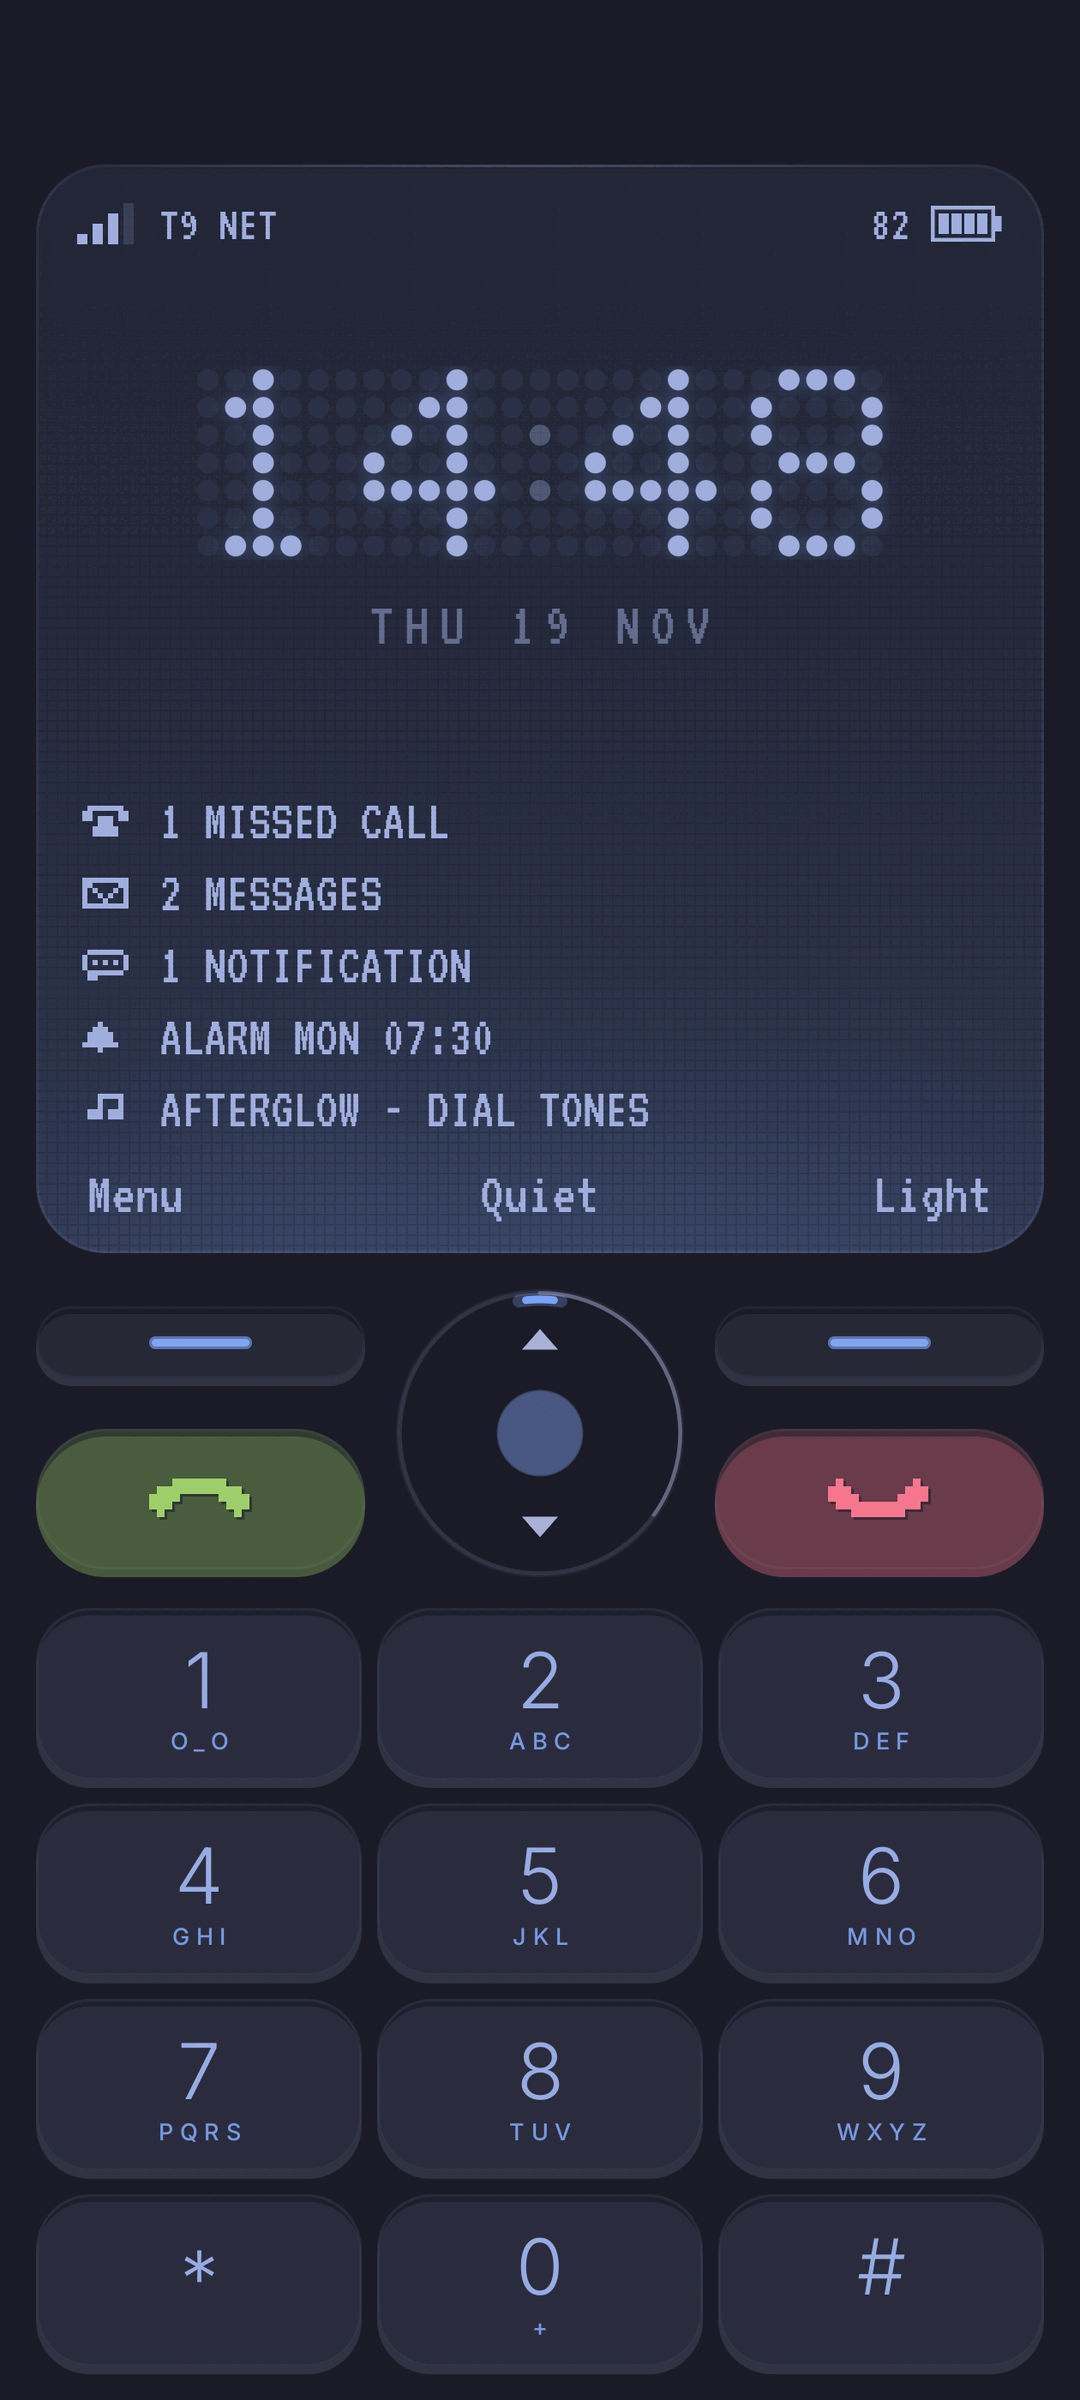 T9 NET 82
14:48
THU 19 NOV
1 MISSED CALL
2 MESSAGES
1 NOTIFICATION
ALARM MON 07:30
AFTERGLOW - DIAL TONES
Menu Quiet Light
1 2 3
O_O ABC DEF
4 5 6
GHI JKL MNO
7 8 9
PQRS TUV WXYZ
* 0 #
+